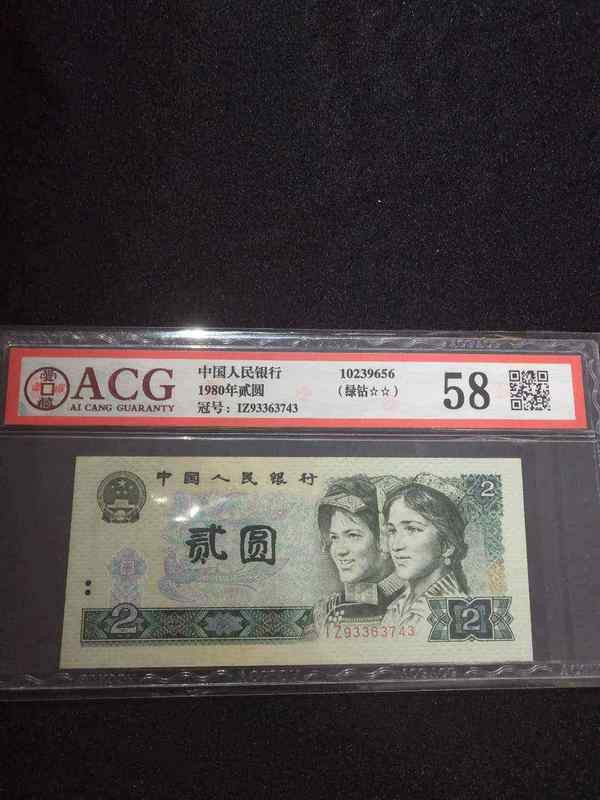 ACG
AI CANG GUARANTY
中国人民银行
1980年贰圆
冠号：IZ93363743
10239656
（绿钻☆☆）
58
中国人民银行
2
贰圆
2
IZ93363743
2